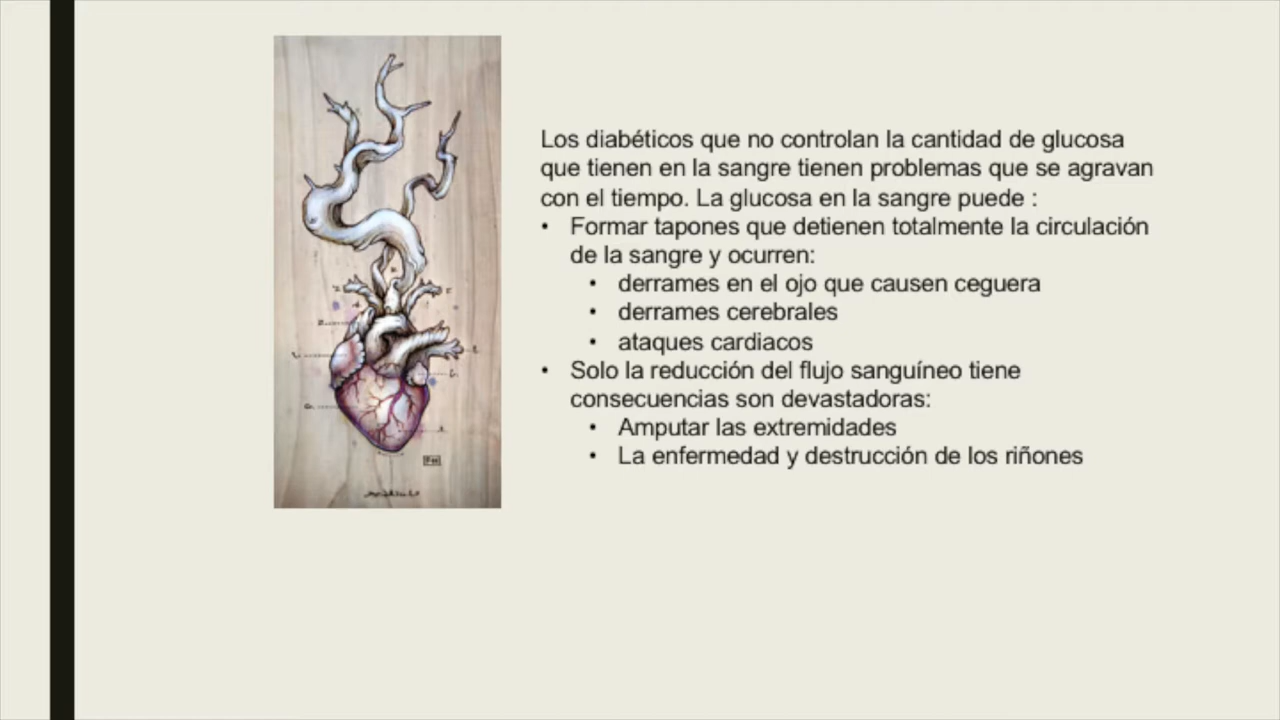 Los diabéticos que no controlan la cantidad de glucosa
que tienen en la sangre tienen problemas que se agravan
con el tiempo. La glucosa en la sangre puede :
• Formar tapones que detienen totalmente la circulación
de la sangre y ocurren:
• derrames en el ojo que causen ceguera
• derrames cerebrales
• ataques cardiacos
• Solo la reducción del flujo sanguíneo tiene
consecuencias son devastadoras:
• Amputar las extremidades
• La enfermedad y destrucción de los riñones